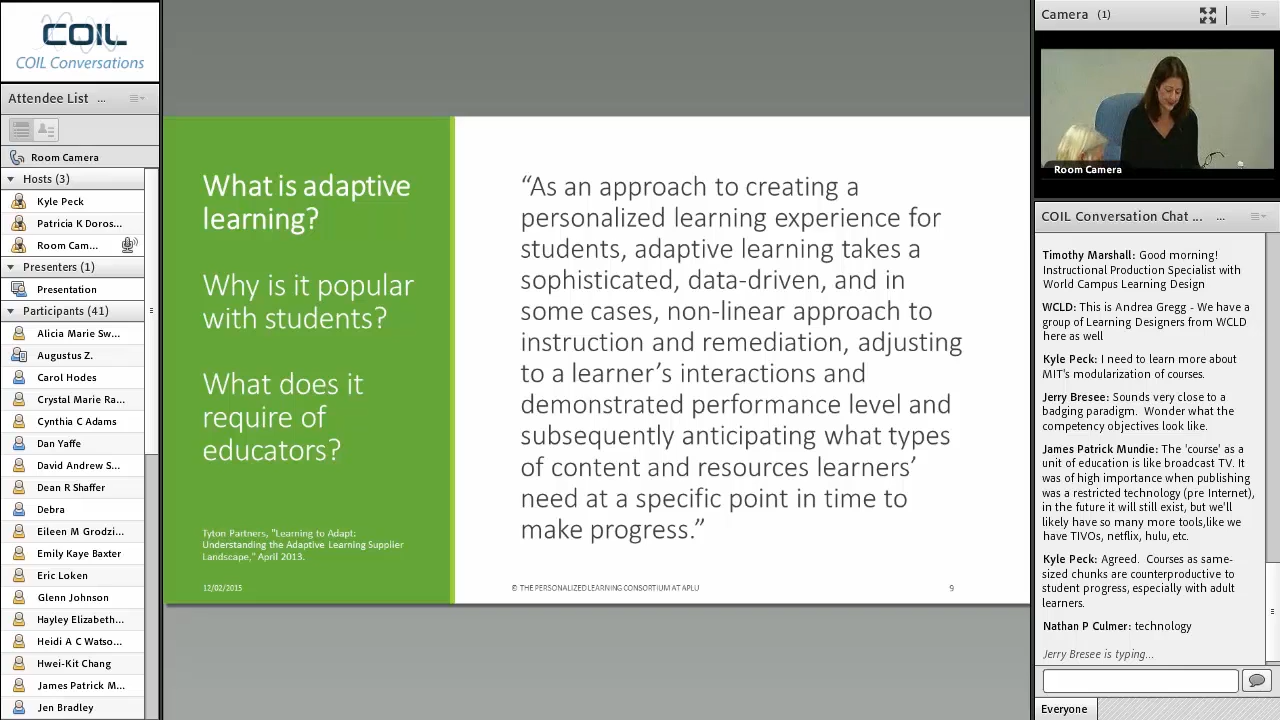 COIL
COIL Conversations
Attendee List ...
Room Camera
Hosts (3)
Kyle Peck
Patricia K Doros...
Room Cam...
Presenters (1)
Presentation
Participants (41)
Alicia Marie Sw...
Augustus Z.
Carol Hodes
Crystal Marie Ra...
Cynthia C Adams
Dan Yaffe
David Andrew S...
Dean R Shaffer
Debra
Eileen M Grodzi...
Emily Kaye Baxter
Eric Loken
Glenn Johnson
Hayley Elizabeth...
Heidi A C Watso...
Hwei-Kit Chang
James Patrick M...
Jen Bradley
What is adaptive
learning?
Why is it popular
with students?
What does it
require of
educators?
Tyton Partners, "Learning to Adapt:
Understanding the Adaptive Learning Supplier
Landscape," April 2013.
12/02/2015
“As an approach to creating a
personalized learning experience for
students, adaptive learning takes a
sophisticated, data-driven, and in
some cases, non-linear approach to
instruction and remediation, adjusting
to a learner’s interactions and
demonstrated performance level and
subsequently anticipating what types
of content and resources learners’
need at a specific point in time to
make progress.”
© THE PERSONALIZED LEARNING CONSORTIUM AT APLU
9
Camera (1)
Room Camera
COIL Conversation Chat ... ...
Timothy Marshall: Good morning!
Instructional Production Specialist with
World Campus Learning Design
WCLD: This is Andrea Gregg - We have a
group of Learning Designers from WCLD
here as well
Kyle Peck: I need to learn more about
MIT's modularization of courses.
Jerry Bresee: Sounds very close to a
badging paradigm. Wonder what the
competency objectives look like.
James Patrick Mundie: The 'course' as a
unit of education is like broadcast TV. It
was of high importance when publishing
was a restricted technology (pre Internet),
in the future it will still exist, but we'll
likely have so many more tools,like we
have TIVOs, netflix, hulu, etc.
Kyle Peck: Agreed. Courses as same-
sized chunks are counterproductive to
student progress, especially with adult
learners.
Nathan P Culmer: technology
Jerry Bresee is typing...
Everyone